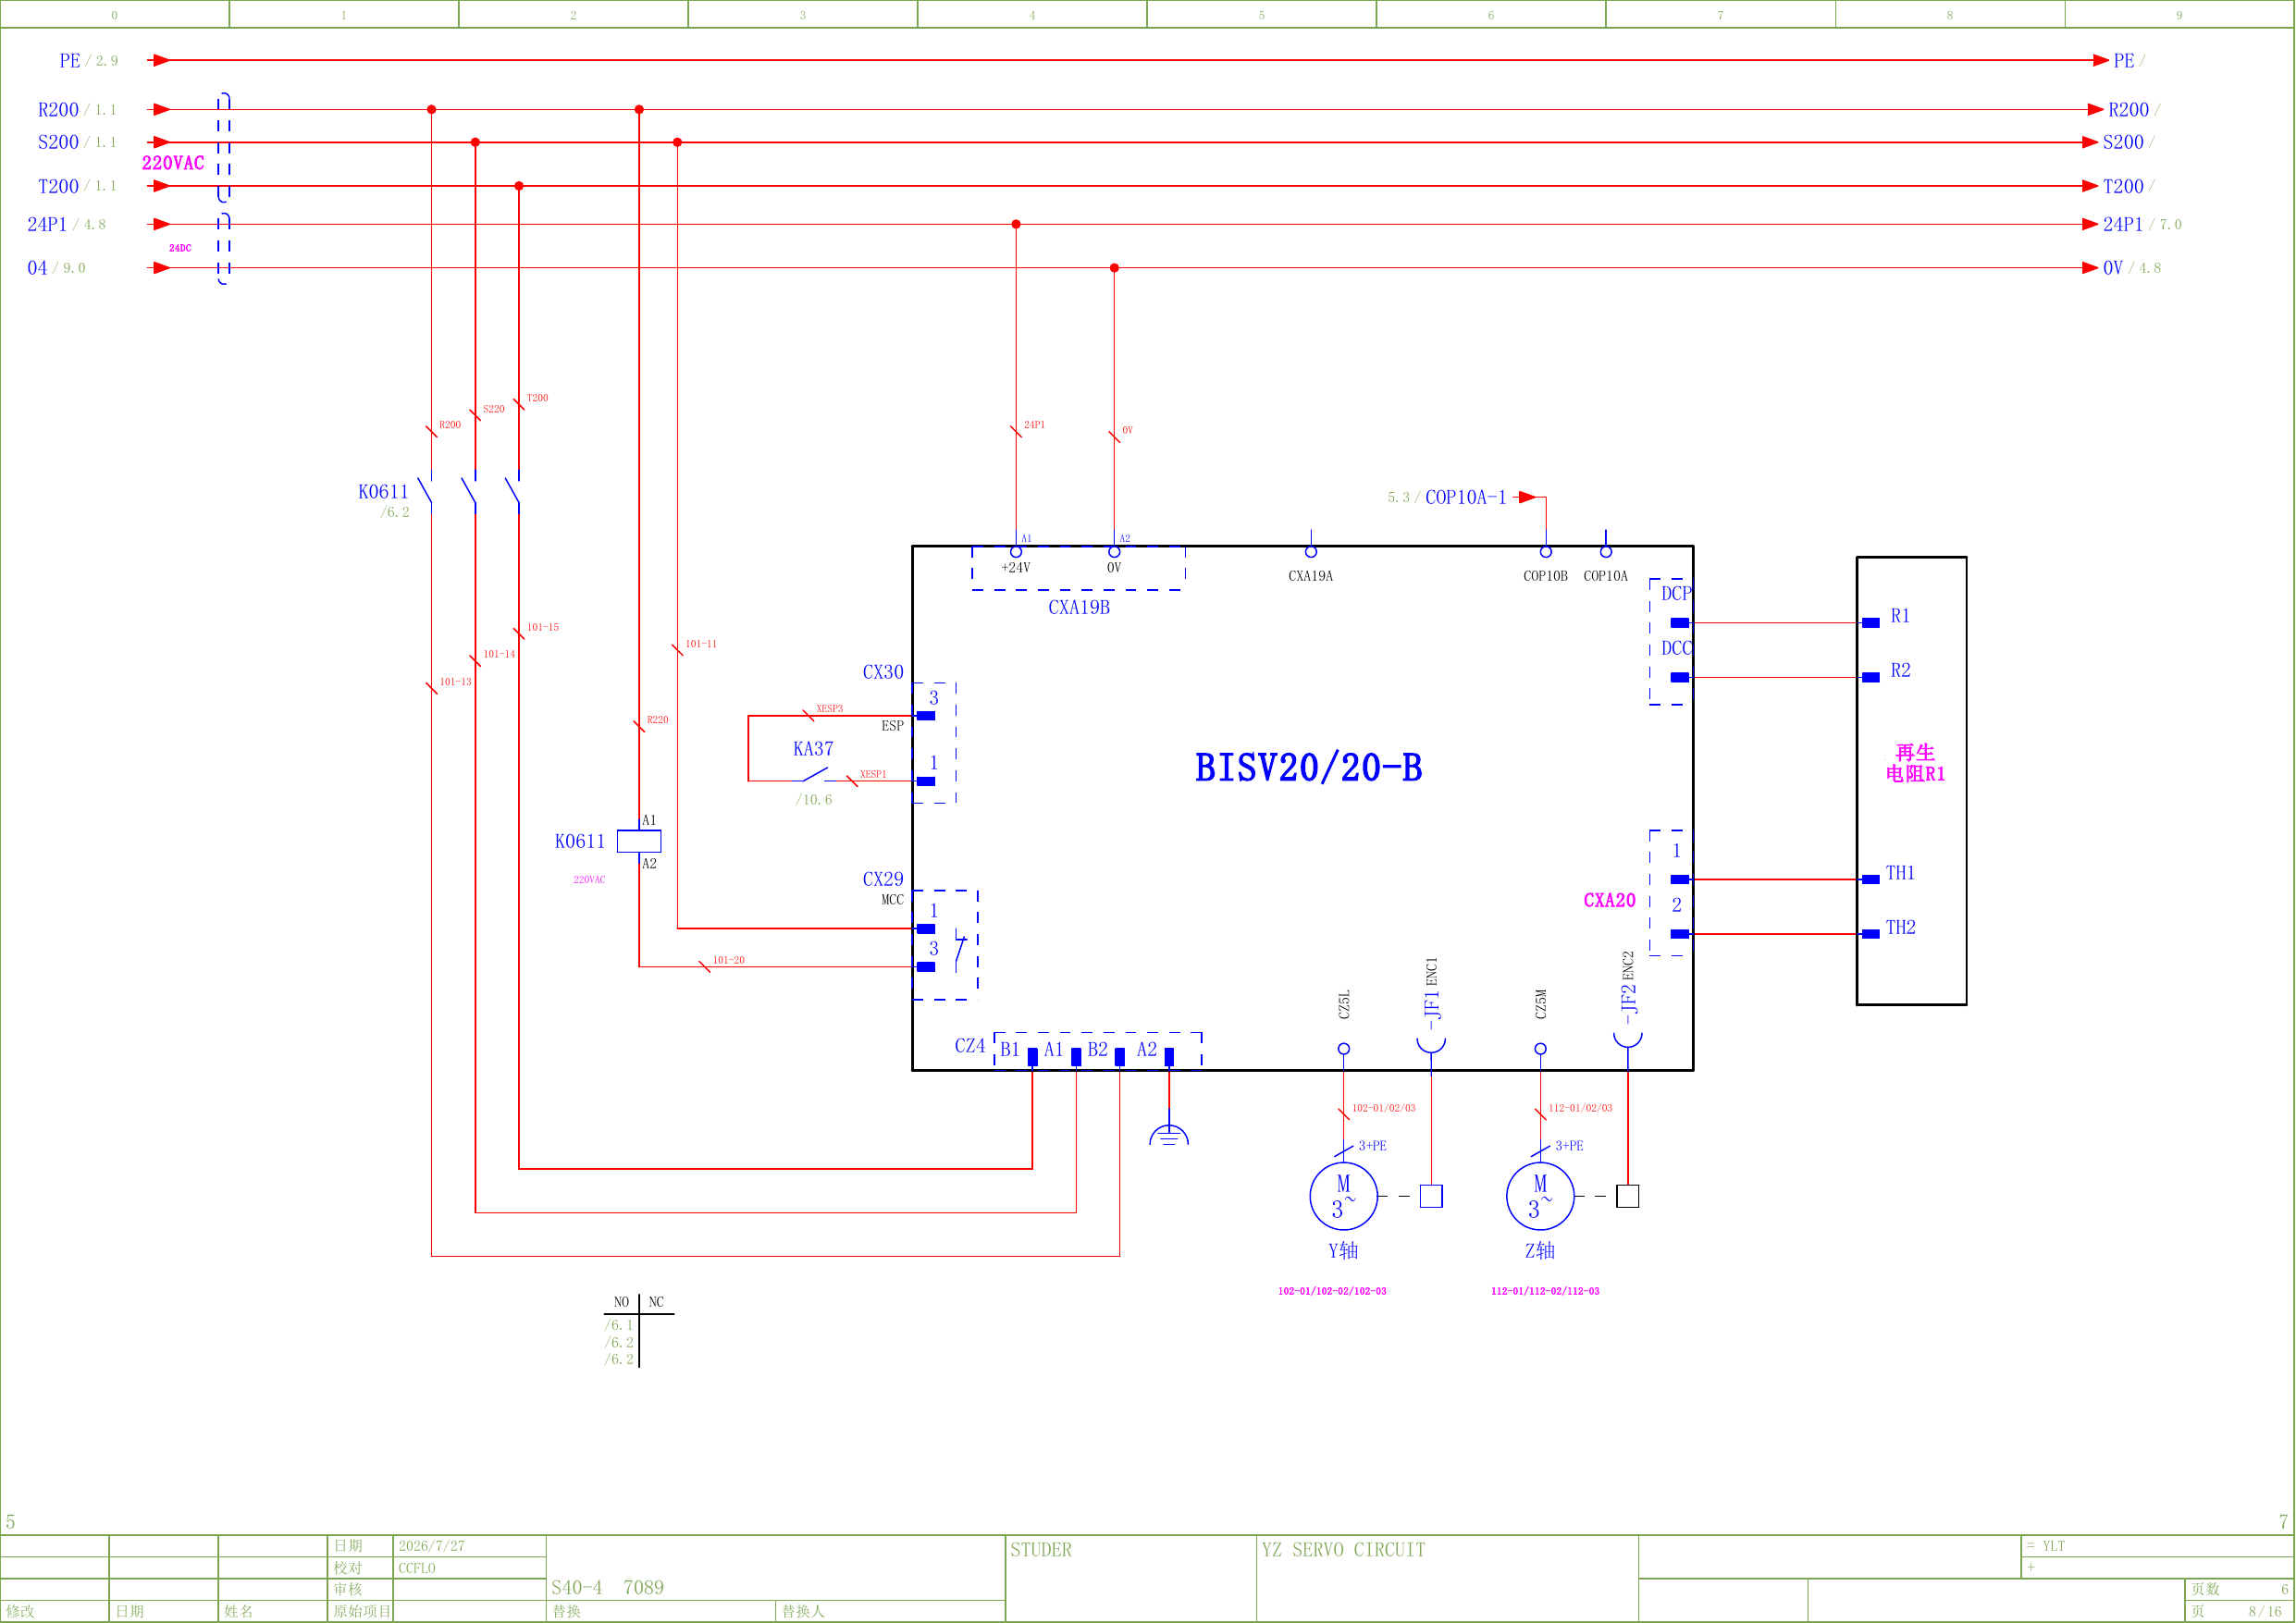 0 1 2 3 4 5 6 7 8 9
PE / 2.9
PE /
R200 / 1.1
R200 /
S200 / 1.1
S200 /
220VAC
T200 / 1.1
T200 /
24P1 / 4.8
24P1 / 7.0
24DC
04 / 9.0
0V / 4.8
T200
S220
R200
24P1
0V
K0611
/6.2
5.3 / COP10A-1
A1
A2
+24V
0V
CXA19A
COP10B
COP10A
CXA19B
DCP
R1
DCC
R2
101-15
101-11
101-14
101-13
CX30
3
XESP3
R220
ESP
KA37
1
XESP1
/10.6
BISV20/20-B
再生
电阻R1
A1
K0611
A2
220VAC
CX29
MCC
1
3
101-20
1
TH1
CXA20
2
TH2
CZ5L
-JF1 ENC1
CZ5M
-JF2 ENC2
CZ4
B1
A1
B2
A2
102-01/02/03
112-01/02/03
3+PE
3+PE
M
3~
M
3~
Y轴
Z轴
102-01/102-02/102-03
112-01/112-02/112-03
NO NC
/6.1
/6.2
/6.2
5
7
日期 2026/7/27
校对 CCFLO
审核
修改 日期 姓名 原始项目
S40-4 7089
替换 替换人
STUDER
YZ SERVO CIRCUIT
= YLT
+
页数 6
页 8/16